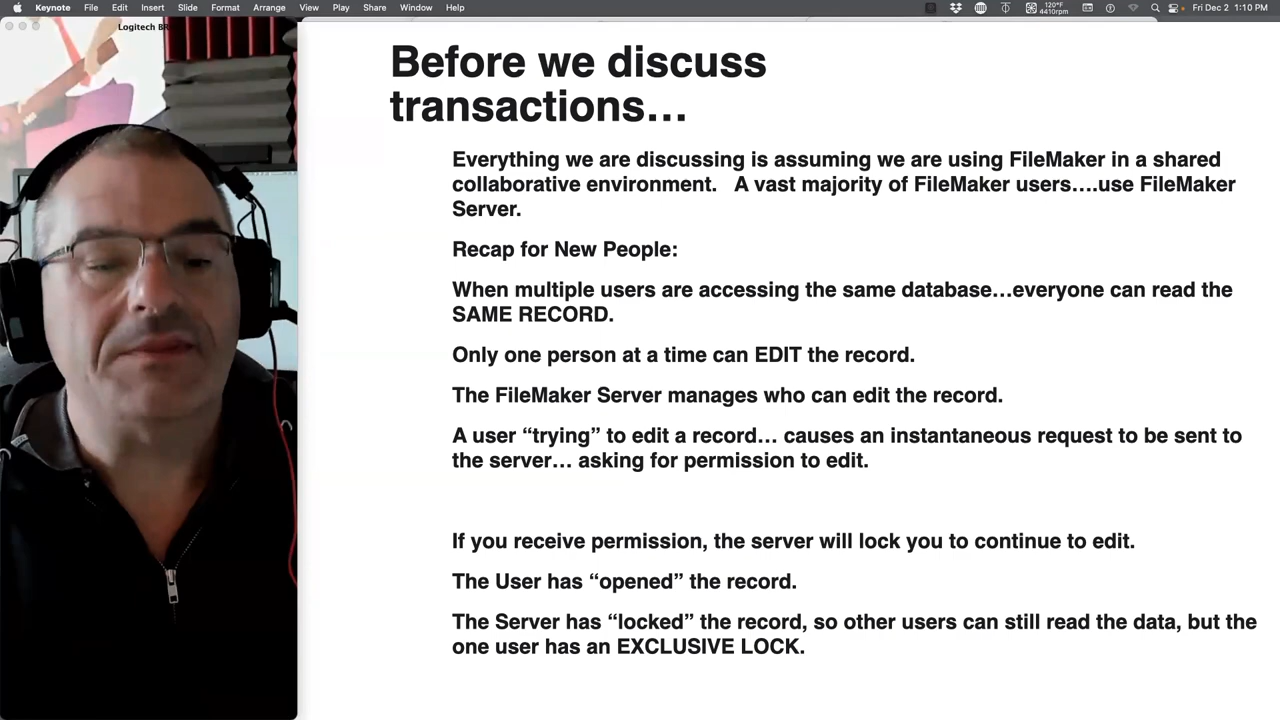 Keynote File Edit Insert Slide Format Arrange View Play Share Window Help 120°F 4410rpm Fri Dec 2 1:10 PM
Logitech BR
Before we discuss
transactions…
Everything we are discussing is assuming we are using FileMaker in a shared
collaborative environment. A vast majority of FileMaker users….use FileMaker
Server.
Recap for New People:
When multiple users are accessing the same database…everyone can read the
SAME RECORD.
Only one person at a time can EDIT the record.
The FileMaker Server manages who can edit the record.
A user “trying” to edit a record… causes an instantaneous request to be sent to
the server… asking for permission to edit.
If you receive permission, the server will lock you to continue to edit.
The User has “opened” the record.
The Server has “locked” the record, so other users can still read the data, but the
one user has an EXCLUSIVE LOCK.